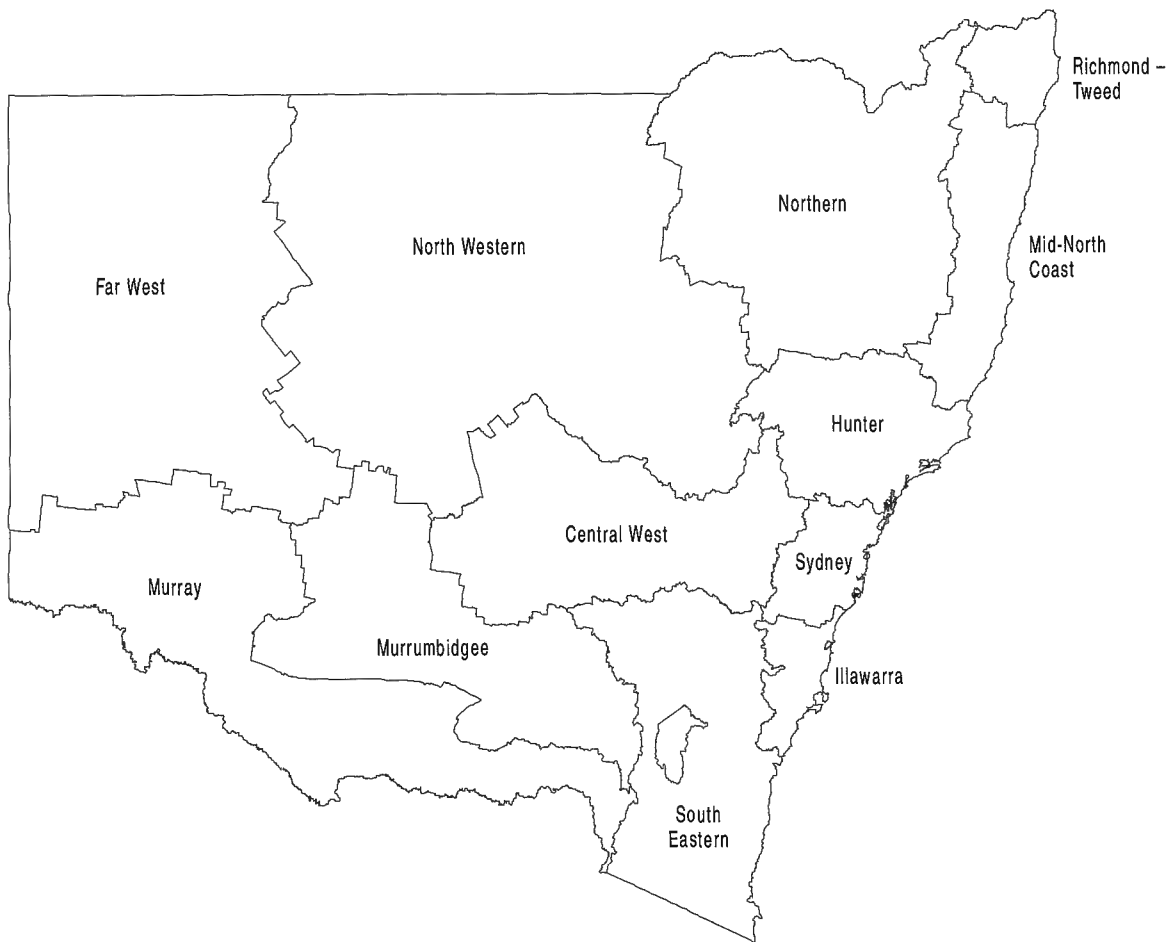 Richmond –
Tweed
Northern
North Western
Mid-North
Coast
Far West
Hunter
Central West
Sydney
Murray
Murrumbidgee
Illawarra
South
Eastern